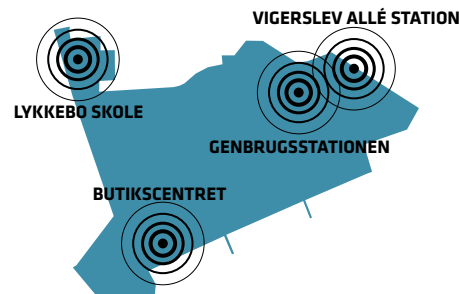 VIGERSLEV ALLÉ STATION
LYKKEBO SKOLE
GENBRUGSSTATIONEN
BUTIKSCENTRET